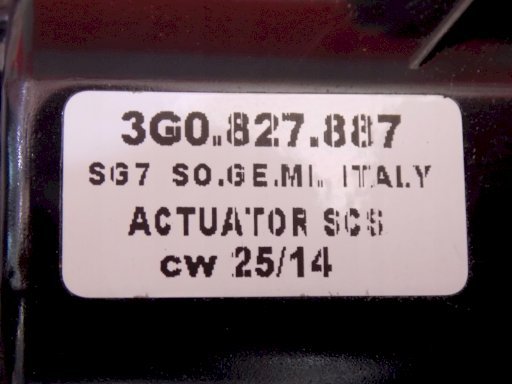 3G0.827.887
SG7 SO.GE.MI. ITALY
ACTUATOR SCS
CW 25/14